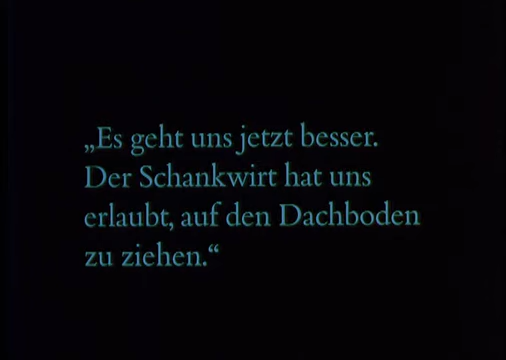 „Es geht uns jetzt besser.
Der Schankwirt hat uns
erlaubt, auf den Dachboden
zu ziehen.“